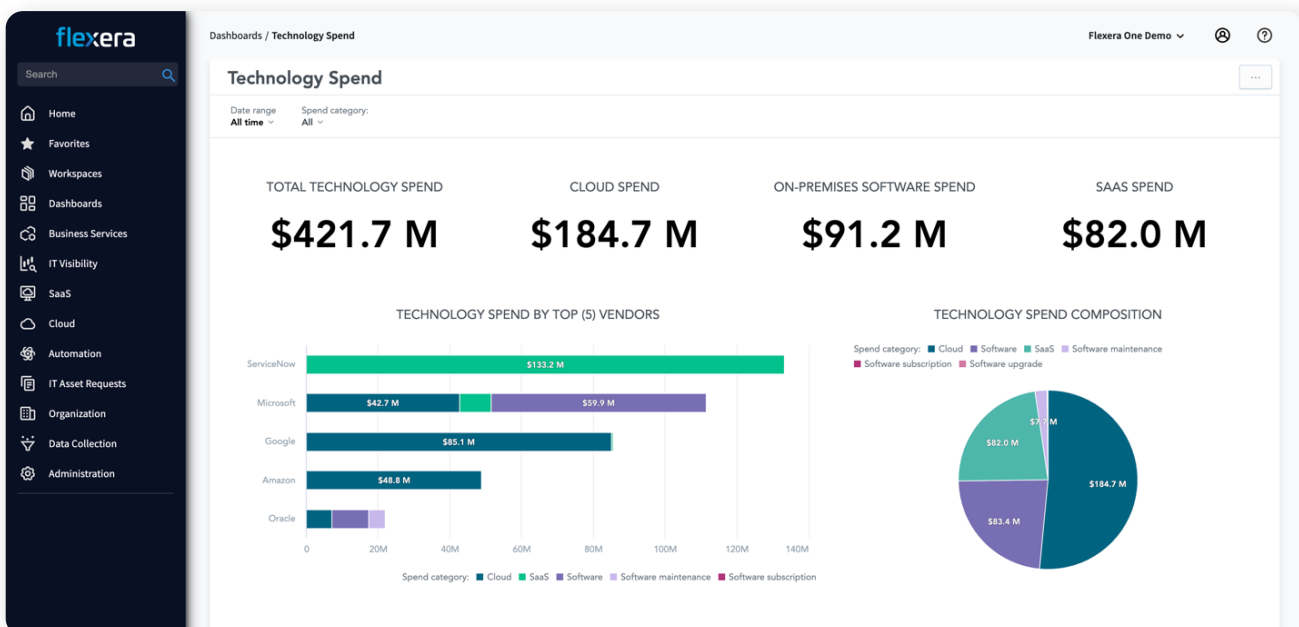 flexera
Search
Home
Favorites
Workspaces
Dashboards
Business Services
IT Visibility
SaaS
Cloud
Automation
IT Asset Requests
Organization
Data Collection
Administration
Dashboards / Technology Spend
Flexera One Demo
Technology Spend
...
Date range
All time
Spend category:
All
TOTAL TECHNOLOGY SPEND
$421.7 M
CLOUD SPEND
$184.7 M
ON-PREMISES SOFTWARE SPEND
$91.2 M
SAAS SPEND
$82.0 M
TECHNOLOGY SPEND BY TOP (5) VENDORS
ServiceNow
$133.2 M
Microsoft
$42.7 M
$59.9 M
Google
$85.1 M
Amazon
$48.8 M
Oracle
0 20M 40M 60M 80M 100M 120M 140M
Spend category: Cloud SaaS Software Software maintenance Software subscription
TECHNOLOGY SPEND COMPOSITION
Spend category: Cloud Software SaaS Software maintenance
Software subscription Software upgrade
$7.7 M
$82.0 M
$184.7 M
$83.4 M